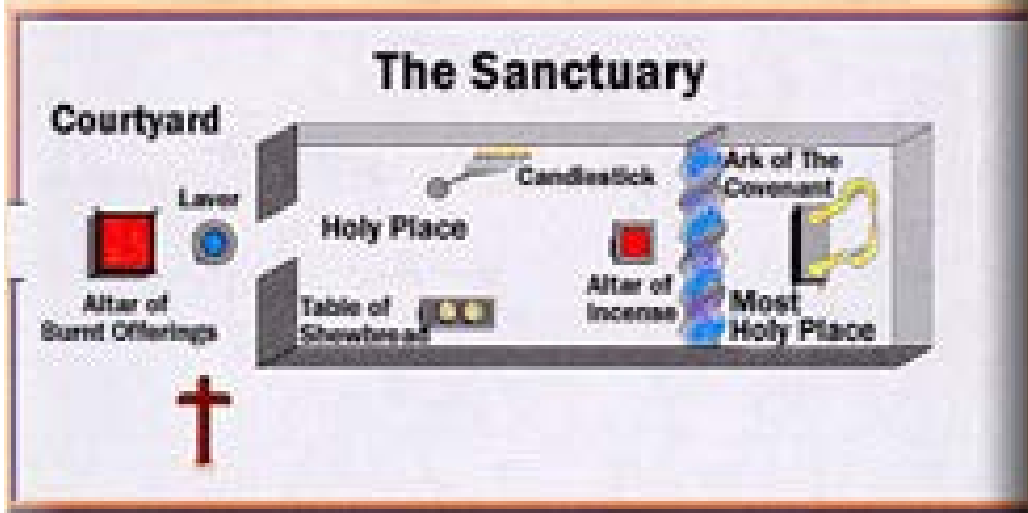 The Sanctuary
Courtyard
Laver
Altar of
Burnt Offerings
Holy Place
Candlestick
Table of
Showbread
Altar of
Incense
Ark of The
Covenant
Most
Holy Place